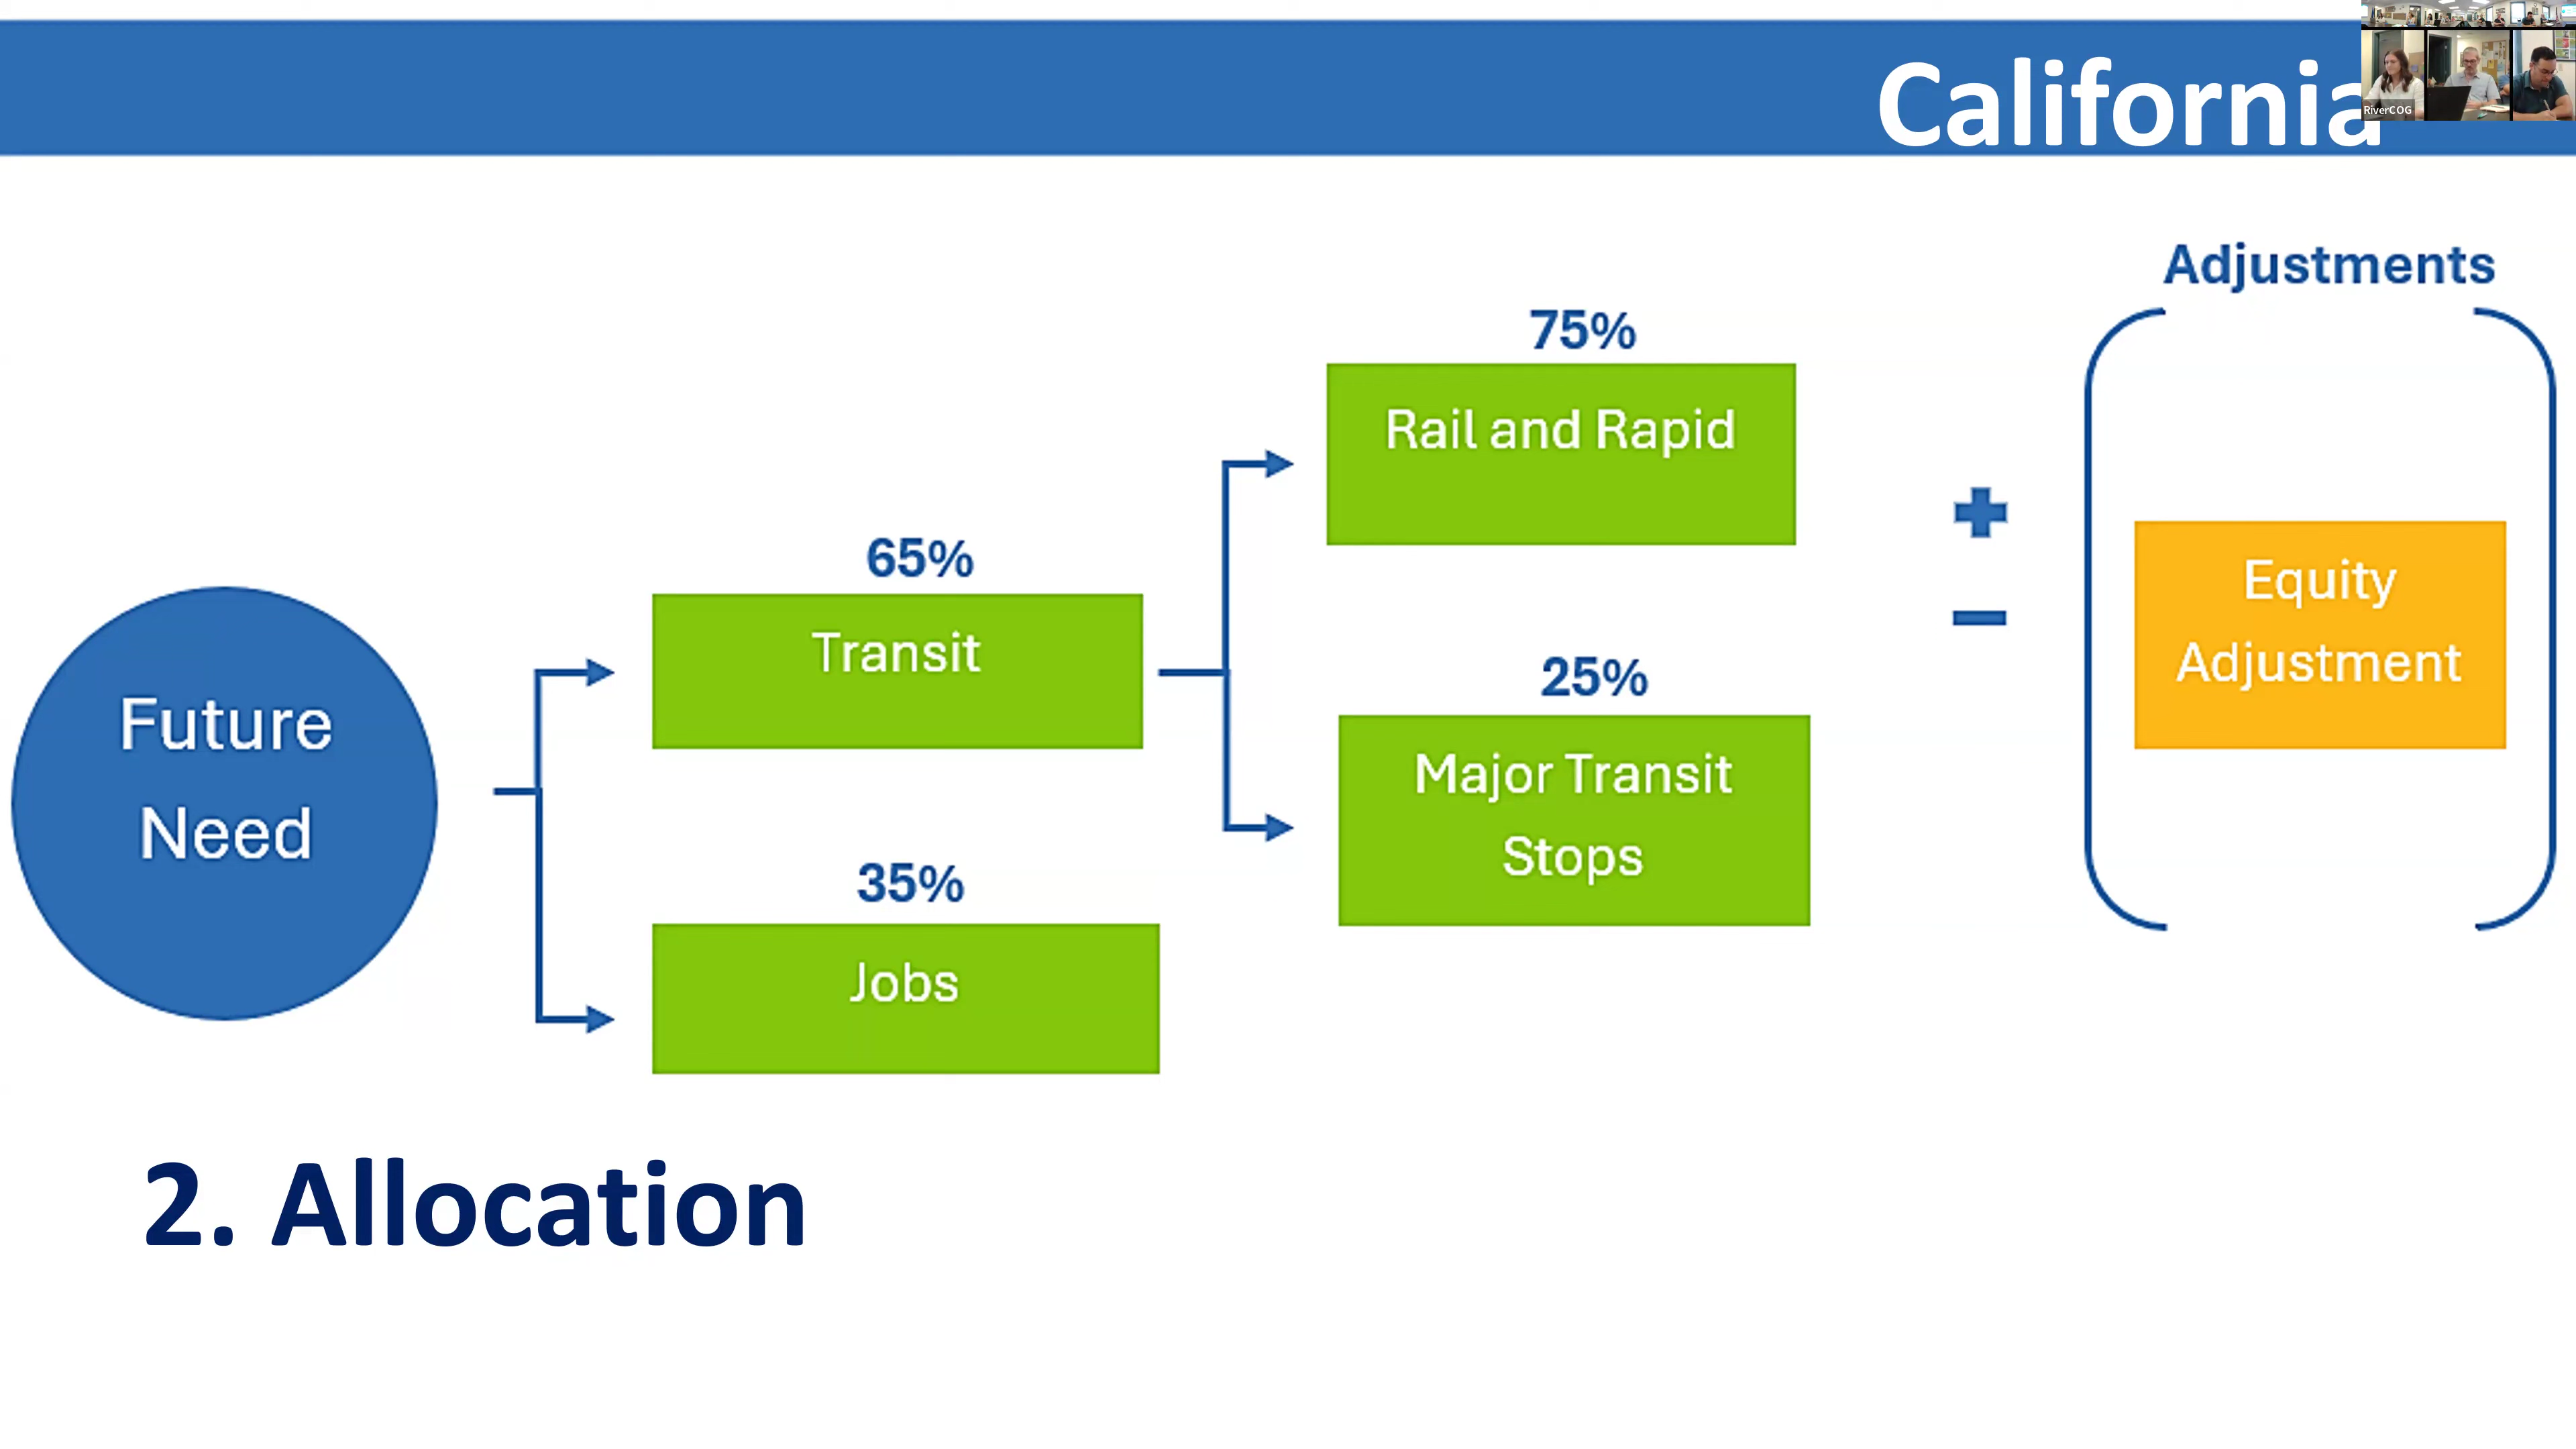 California
RiverCOG
Adjustments
75%
Rail and Rapid
65%
Transit
Equity
Adjustment
25%
Major Transit
Stops
Future
Need
35%
Jobs
2. Allocation